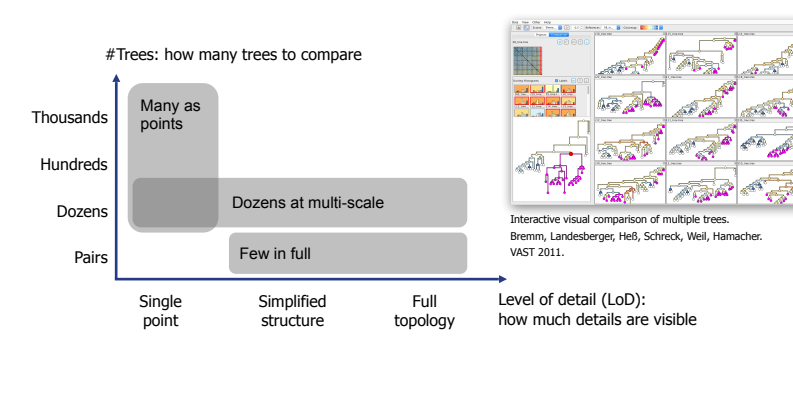 #Trees: how many trees to compare
Thousands
Hundreds
Dozens
Pairs
Many as
points
Dozens at multi-scale
Few in full
Single
point
Simplified
structure
Full
topology
Level of detail (LoD):
how much details are visible
Interactive visual comparison of multiple trees.
Bremm, Landesberger, Heß, Schreck, Weil, Hamacher.
VAST 2011.